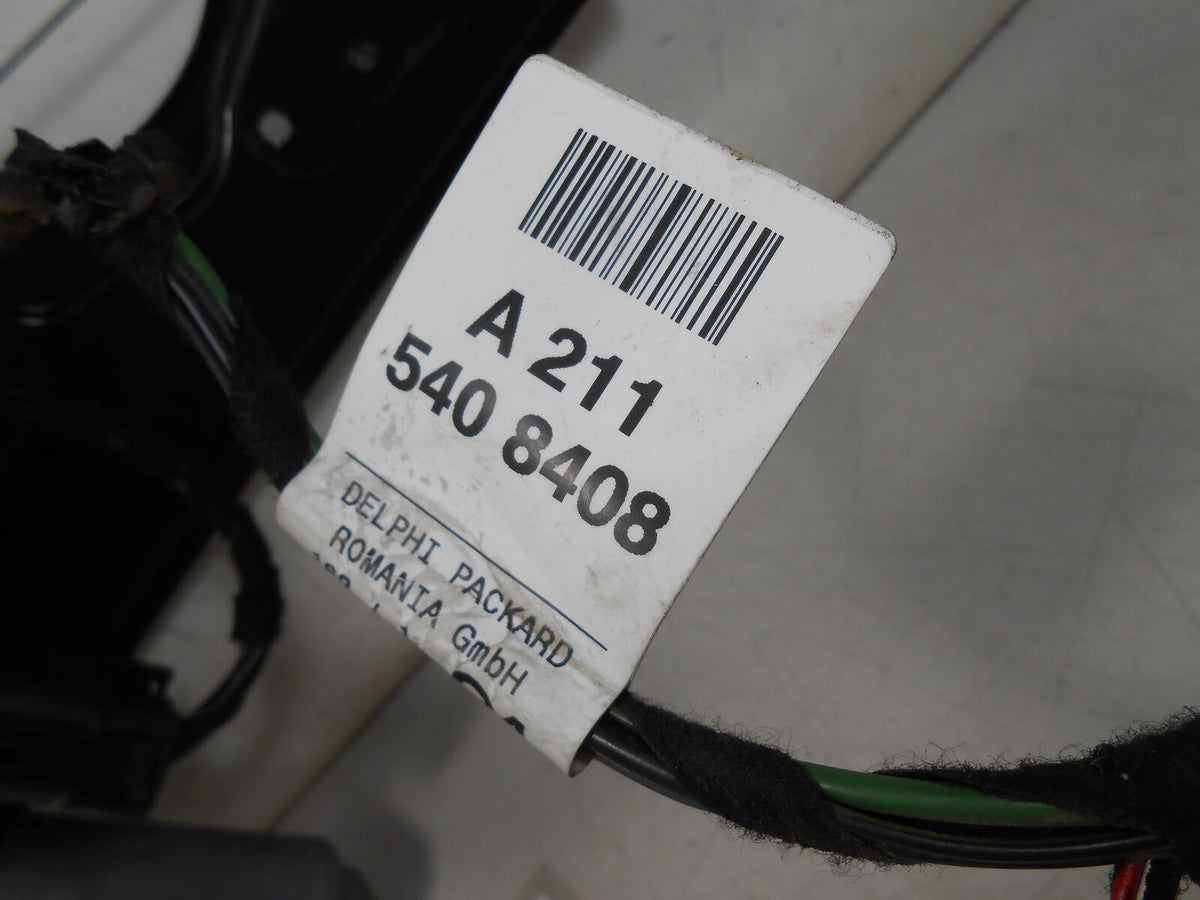 A 211
540 8408
DELPHI PACKARD
ROMANIA GmbH